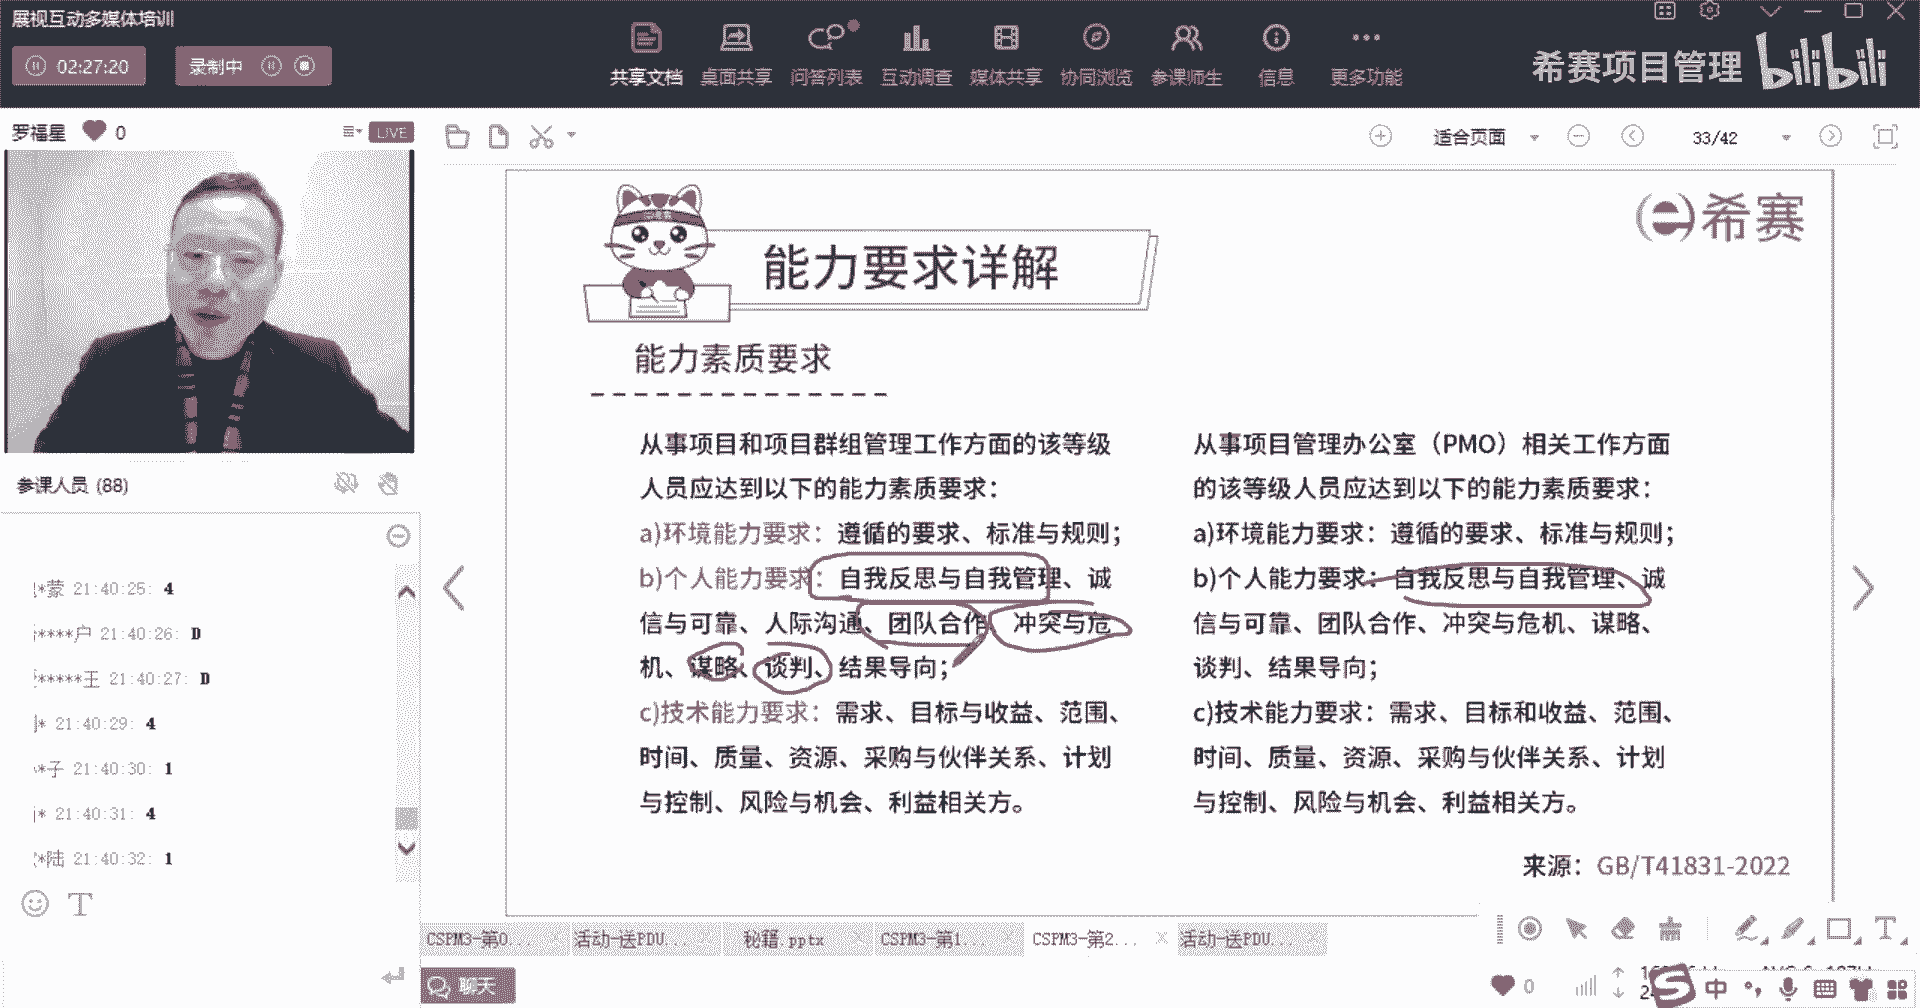 展视互动多媒体培训
02:27:20
录制中
共享文档
桌面共享
问答列表
互动调查
媒体共享
协同浏览
参课师生
信息
更多功能
希赛项目管理
bilibili
罗福星
0
LIVE
适合页面
33/42
希赛
能力要求详解
能力素质要求
从事项目和项目群组管理工作方面的该等级
人员应达到以下的能力素质要求：
a)环境能力要求：遵循的要求、标准与规则；
b)个人能力要求：自我反思与自我管理、诚
信与可靠、人际沟通、团队合作、冲突与危
机、谋略、谈判、结果导向；
c)技术能力要求：需求、目标与收益、范围、
时间、质量、资源、采购与伙伴关系、计划
与控制、风险与机会、利益相关方。
从事项目管理办公室（PMO）相关工作方面
的该等级人员应达到以下的能力素质要求：
a)环境能力要求：遵循的要求、标准与规则；
b)个人能力要求：自我反思与自我管理、诚
信与可靠、团队合作、冲突与危机、谋略、
谈判、结果导向；
c)技术能力要求：需求、目标和收益、范围、
时间、质量、资源、采购与伙伴关系、计划
与控制、风险与机会、利益相关方。
来源：GB/T41831-2022
参课人员 (88)
*蒙 21:40:25: 4
****户 21:40:26: D
*****王 21:40:27: D
* 21:40:29: 4
*子 21:40:30: 1
* 21:40:31: 4
*陆 21:40:32: 1
CSPM3-第0...
活动-送PDU...
秘籍.pptx
CSPM3-第1...
CSPM3-第2...
活动-送PDU...
聊天
0
中